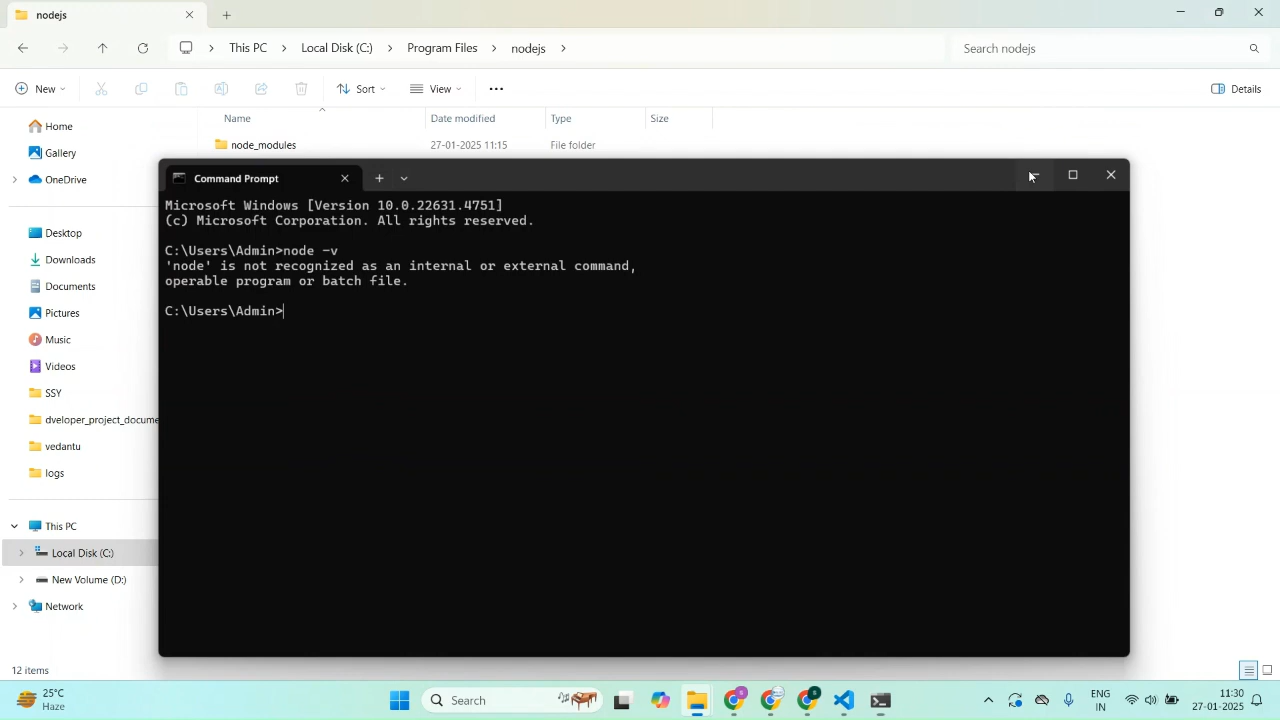 nodejs
This PC
Local Disk (C:)
Program Files
nodejs
Search nodejs
New
Sort
View
Details
Name
Date modified
Type
Size
Home
node_modules
27-01-2025 11:15
File folder
Gallery
OneDrive
Desktop
Downloads
Documents
Pictures
Music
Videos
SSY
dveloper_project_docume
vedantu
logs
This PC
Local Disk (C:)
New Volume (D:)
Network
12 items
Command Prompt
Microsoft Windows [Version 10.0.22631.4751]
(c) Microsoft Corporation. All rights reserved.
C:\Users\Admin>node -v
'node' is not recognized as an internal or external command,
operable program or batch file.
C:\Users\Admin>
25°C
Haze
Search
ENG
IN
11:30
27-01-2025